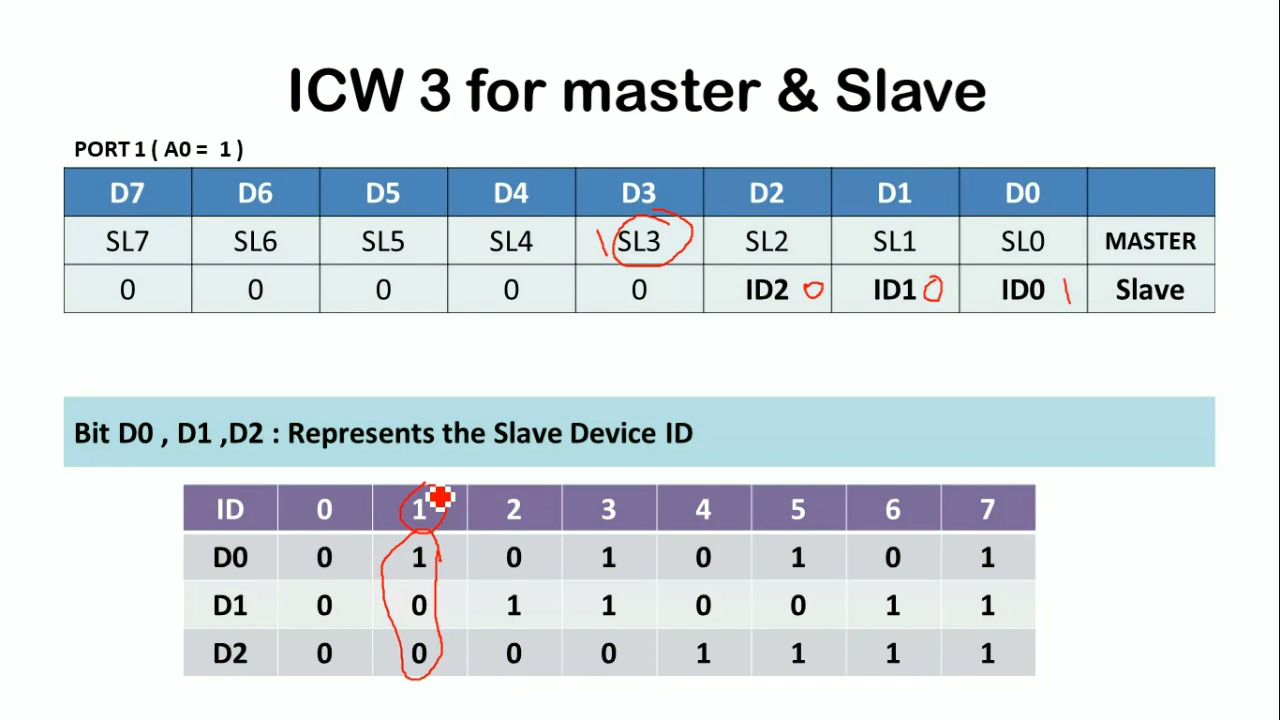 ICW 3 for master & Slave
PORT 1 ( A0 = 1 )
D7 D6 D5 D4 D3 D2 D1 D0
SL7 SL6 SL5 SL4 1 SL3 SL2 SL1 SL0 MASTER
0 0 0 0 0 ID2 0 ID1 0 ID0 1 Slave
Bit D0 , D1 ,D2 : Represents the Slave Device ID
ID 0 1 2 3 4 5 6 7
D0 0 1 0 1 0 1 0 1
D1 0 0 1 1 0 0 1 1
D2 0 0 0 0 1 1 1 1